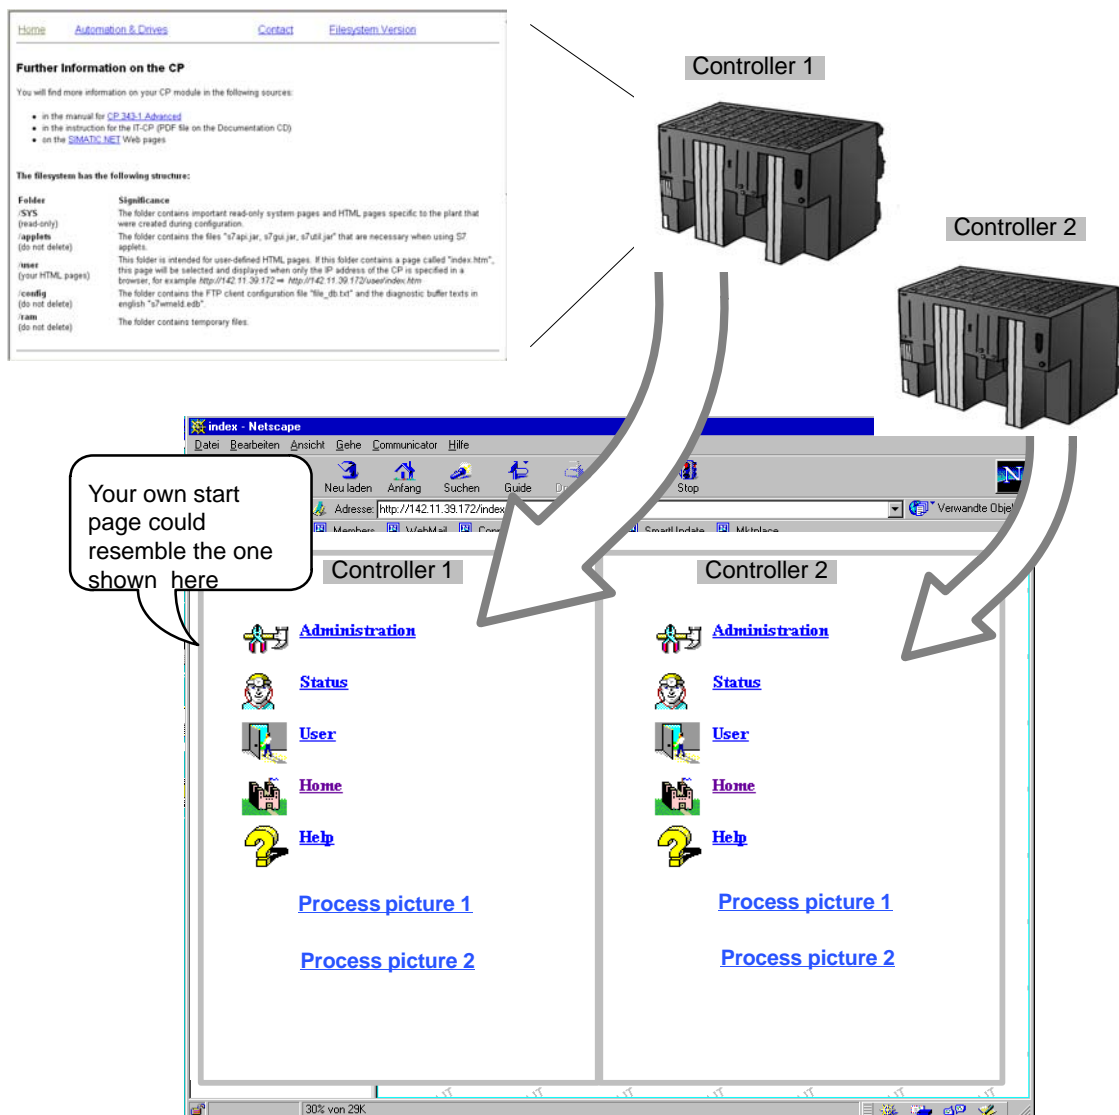 Home Automation & Drives Contact Filesystem Version
Further Information on the CP
You will find more information on your CP module in the following sources:
in the manual for CP 343-1 Advanced
in the instruction for the IT-CP (PDF file on the Documentation CD)
on the SIMATIC NET Web pages
The filesystem has the following structure:
Folder Significance
/SYS The folder contains important read-only system pages and HTML pages specific to the plant that
(read-only) were created during configuration.
/applets The folder contains the files "s7api.jar, s7gui.jar, s7util.jar" that are necessary when using S7
(do not delete) applets.
This folder is intended for user-defined HTML pages. If this folder contains a page called "index.htm",
/user this page will be selected and displayed when only the IP address of the CP is specified in a
(your HTML pages) browser, for example http://142.11.39.172 ⇒ http://142.11.39.172/user/index.htm
/config The folder contains the FTP client configuration file "file_db.txt" and the diagnostic buffer texts in
(do not delete) english "s7wmeld.edb".
/ram
(do not delete) The folder contains temporary files.
Controller 1
Controller 2
index - Netscape
Datei Bearbeiten Ansicht Gehe Communicator Hilfe
Neu laden Anfang Suchen Guide Stop
N
Adresse: http://142.11.39.172/index
Verwandte Obje
Members WebMail SmartUpdate Mktplace
Your own start
page could
resemble the one
shown here
Controller 1 Controller 2
Administration Administration
Status Status
User User
Home Home
Help Help
Process picture 1 Process picture 1
Process picture 2 Process picture 2
30% von 29K